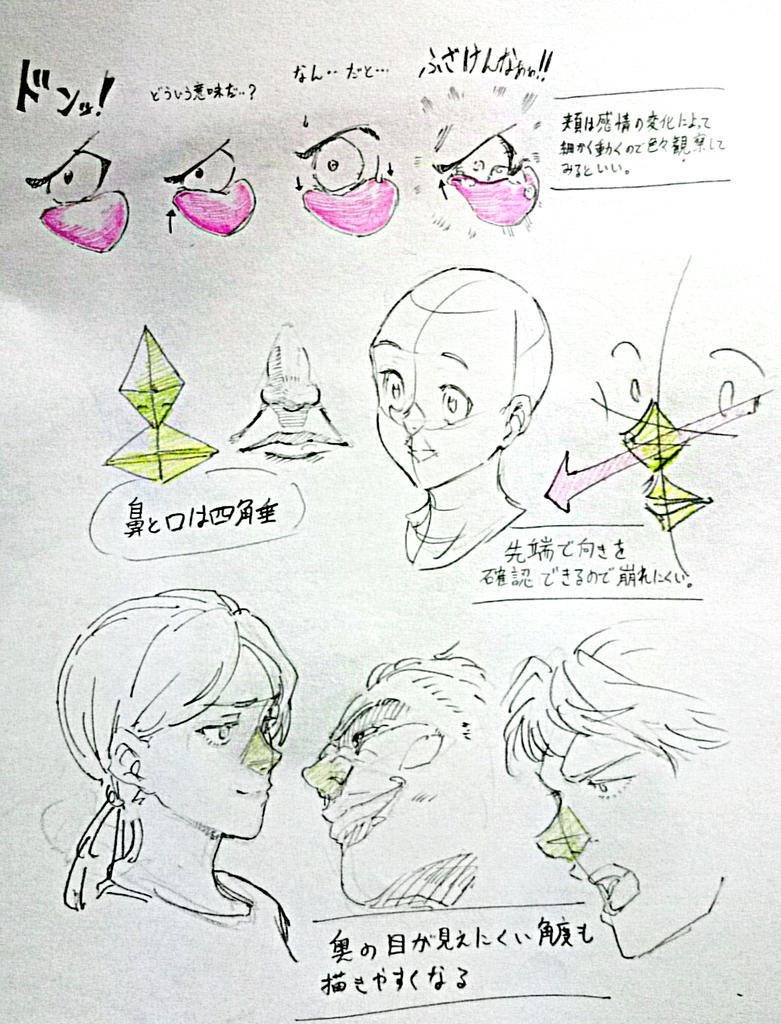 ドンッ!
どういう意味だ‥?
なん‥だと…
ふざけんなぁぁ!!
頬は感情の変化によって
細かく動くので色々観察して
みるといい。
鼻と口は四角垂
先端で向きを
確認できるので崩れにくい。
奥の目が見えにくい角度も
描きやすくなる